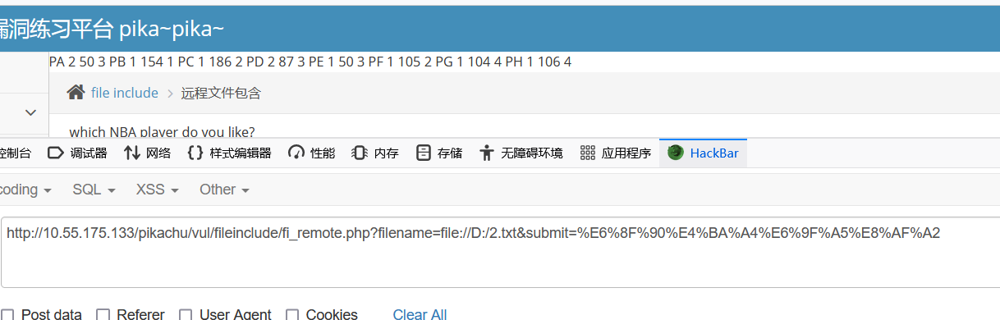 漏洞练习平台 pika~pika~
PA 2 50 3 PB 1 154 1 PC 1 186 2 PD 2 87 3 PE 1 50 3 PF 1 105 2 PG 1 104 4 PH 1 106 4
file include > 远程文件包含
which NBA player do you like?
控制台 调试器 网络 样式编辑器 性能 内存 存储 无障碍环境 应用程序 HackBar
coding SQL XSS Other
http://10.55.175.133/pikachu/vul/fileinclude/fi_remote.php?filename=file://D:/2.txt&submit=%E6%8F%90%E4%BA%A4%E6%9F%A5%E8%AF%A2
Post data Referer User Agent Cookies Clear All